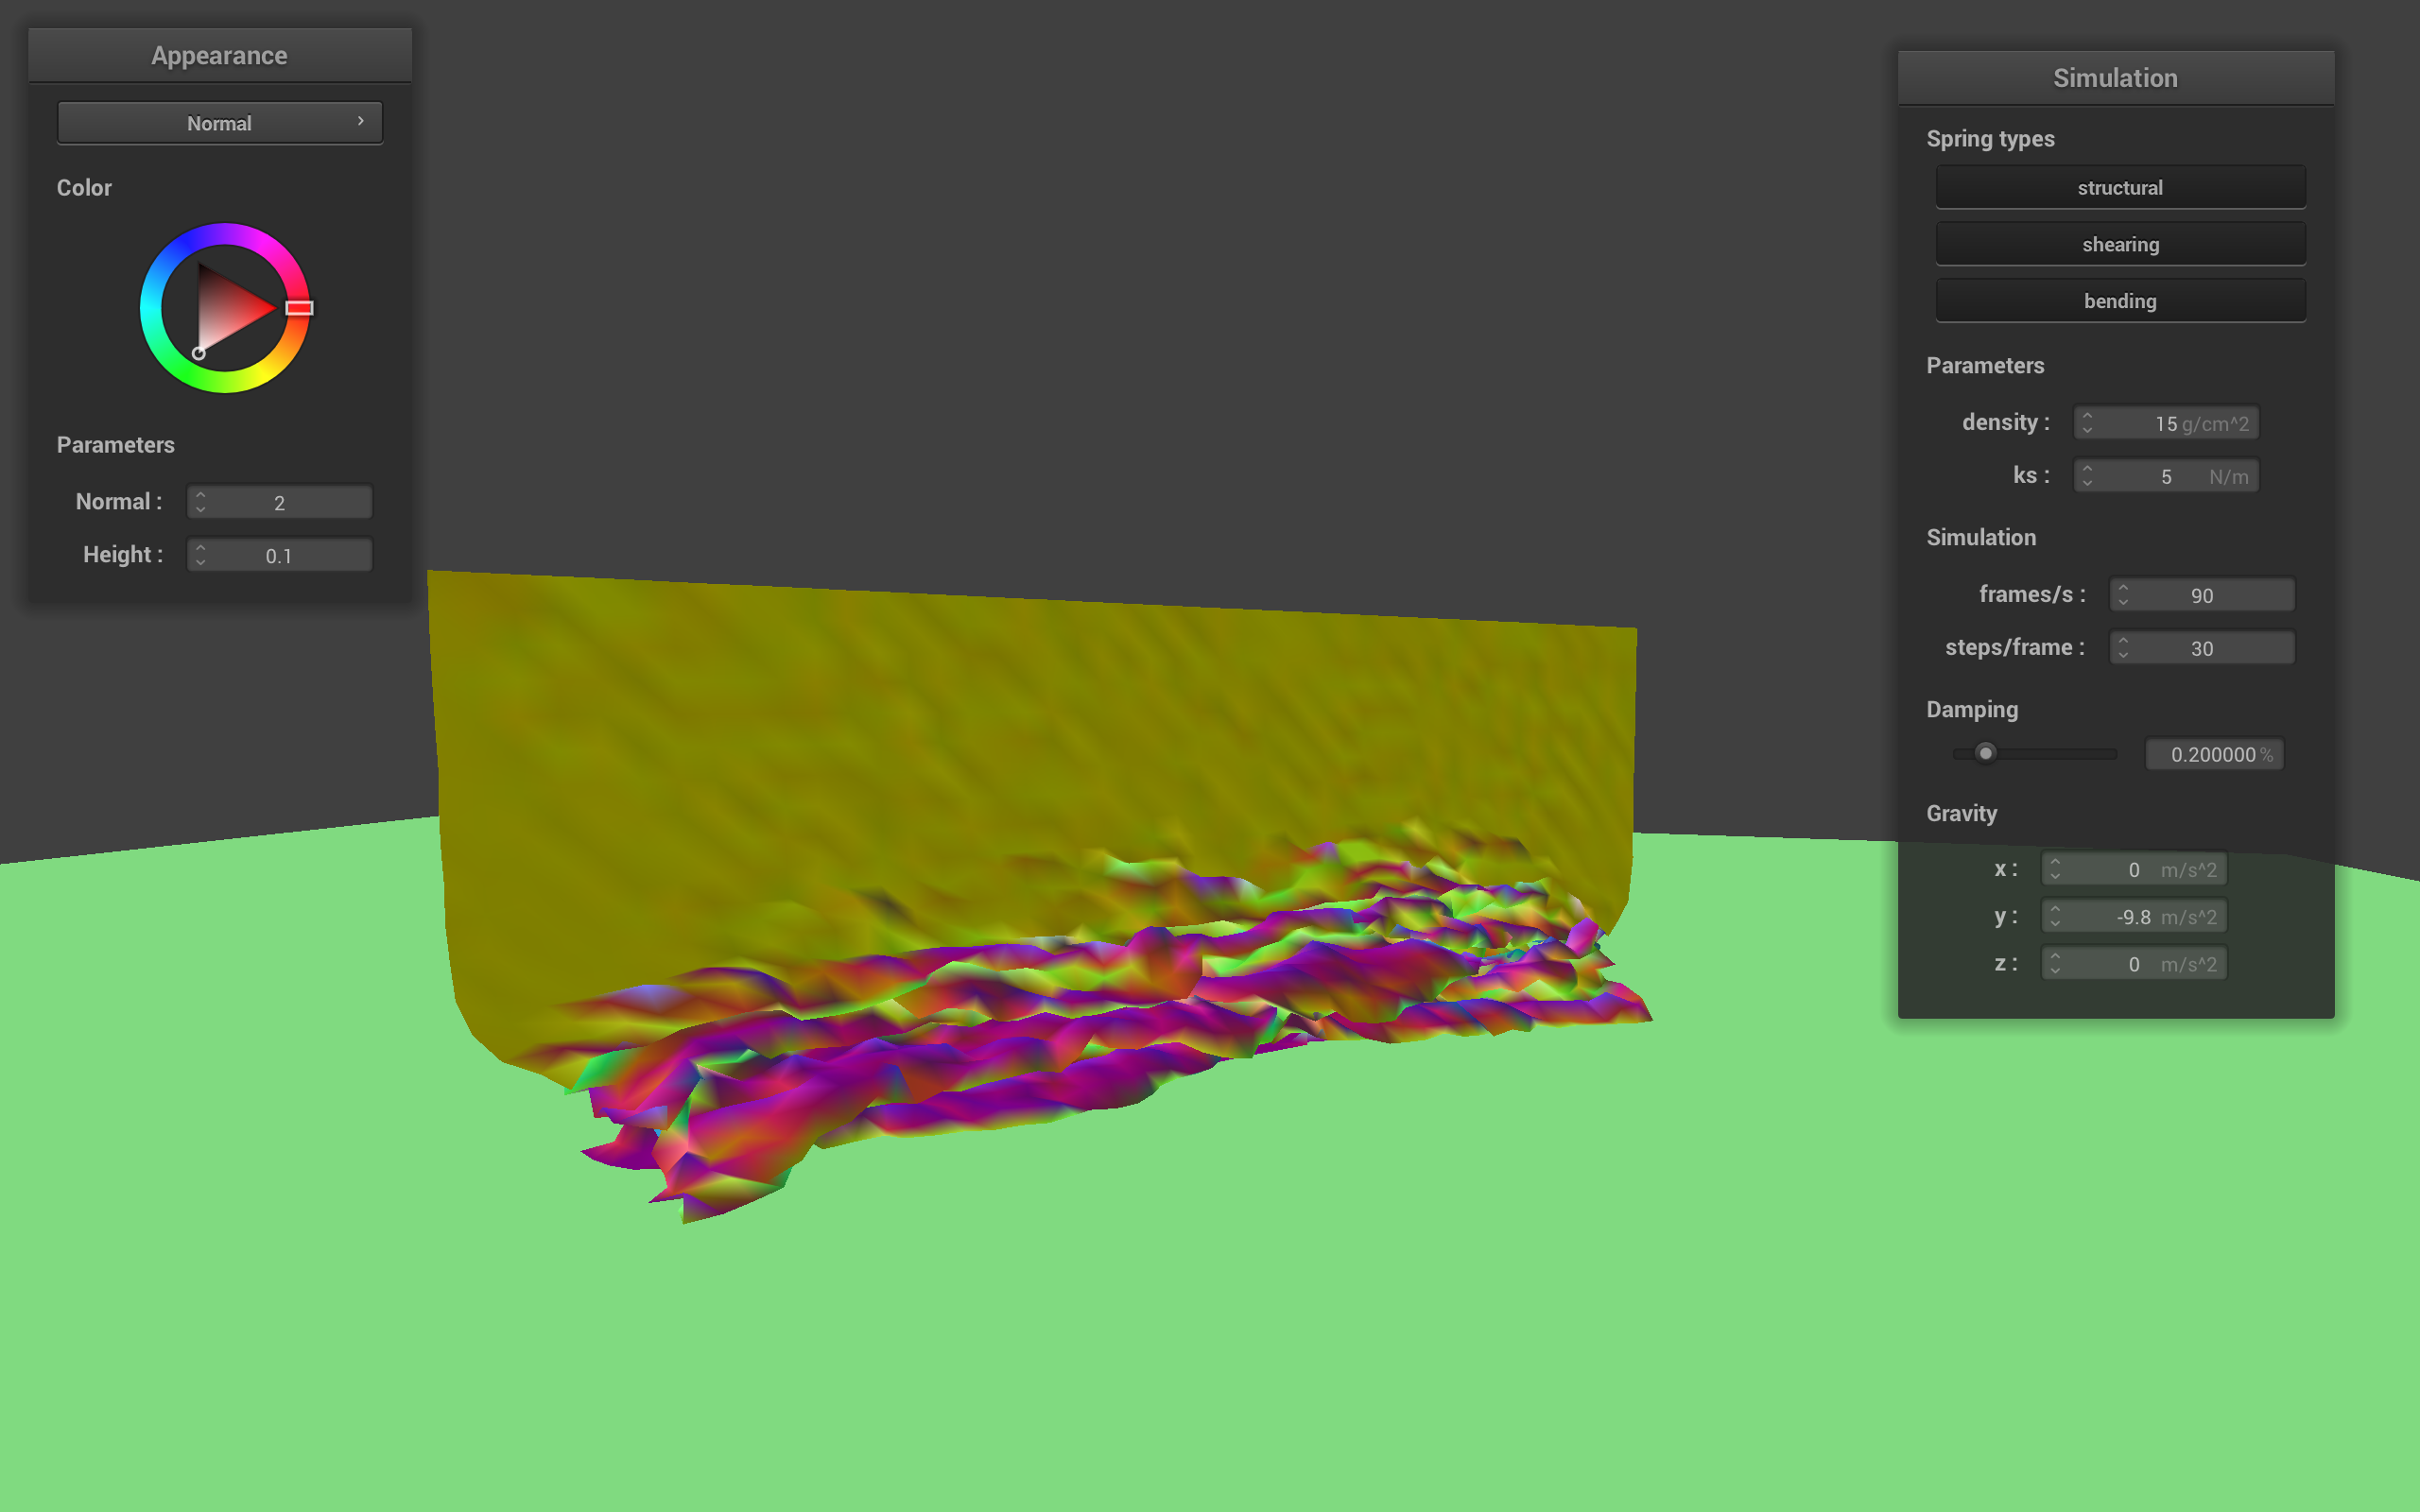 Appearance
Normal
Color
Parameters
Normal : 2
Height : 0.1
Simulation
Spring types
structural
shearing
bending
Parameters
density : 15 g/cm^2
ks : 5 N/m
Simulation
frames/s : 90
steps/frame : 30
Damping
0.200000 %
Gravity
x : 0 m/s^2
y : -9.8 m/s^2
z : 0 m/s^2